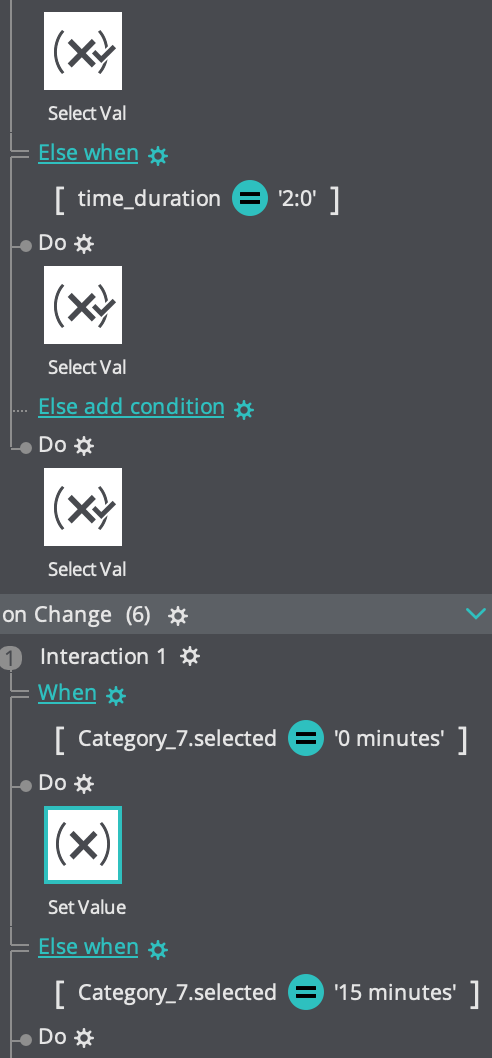 Select Val
Else when
[ time_duration = '2:0' ]
Do
Select Val
Else add condition
Do
Select Val
on Change (6)
1 Interaction 1
When
[ Category_7.selected = '0 minutes' ]
Do
Set Value
Else when
[ Category_7.selected = '15 minutes' ]
Do